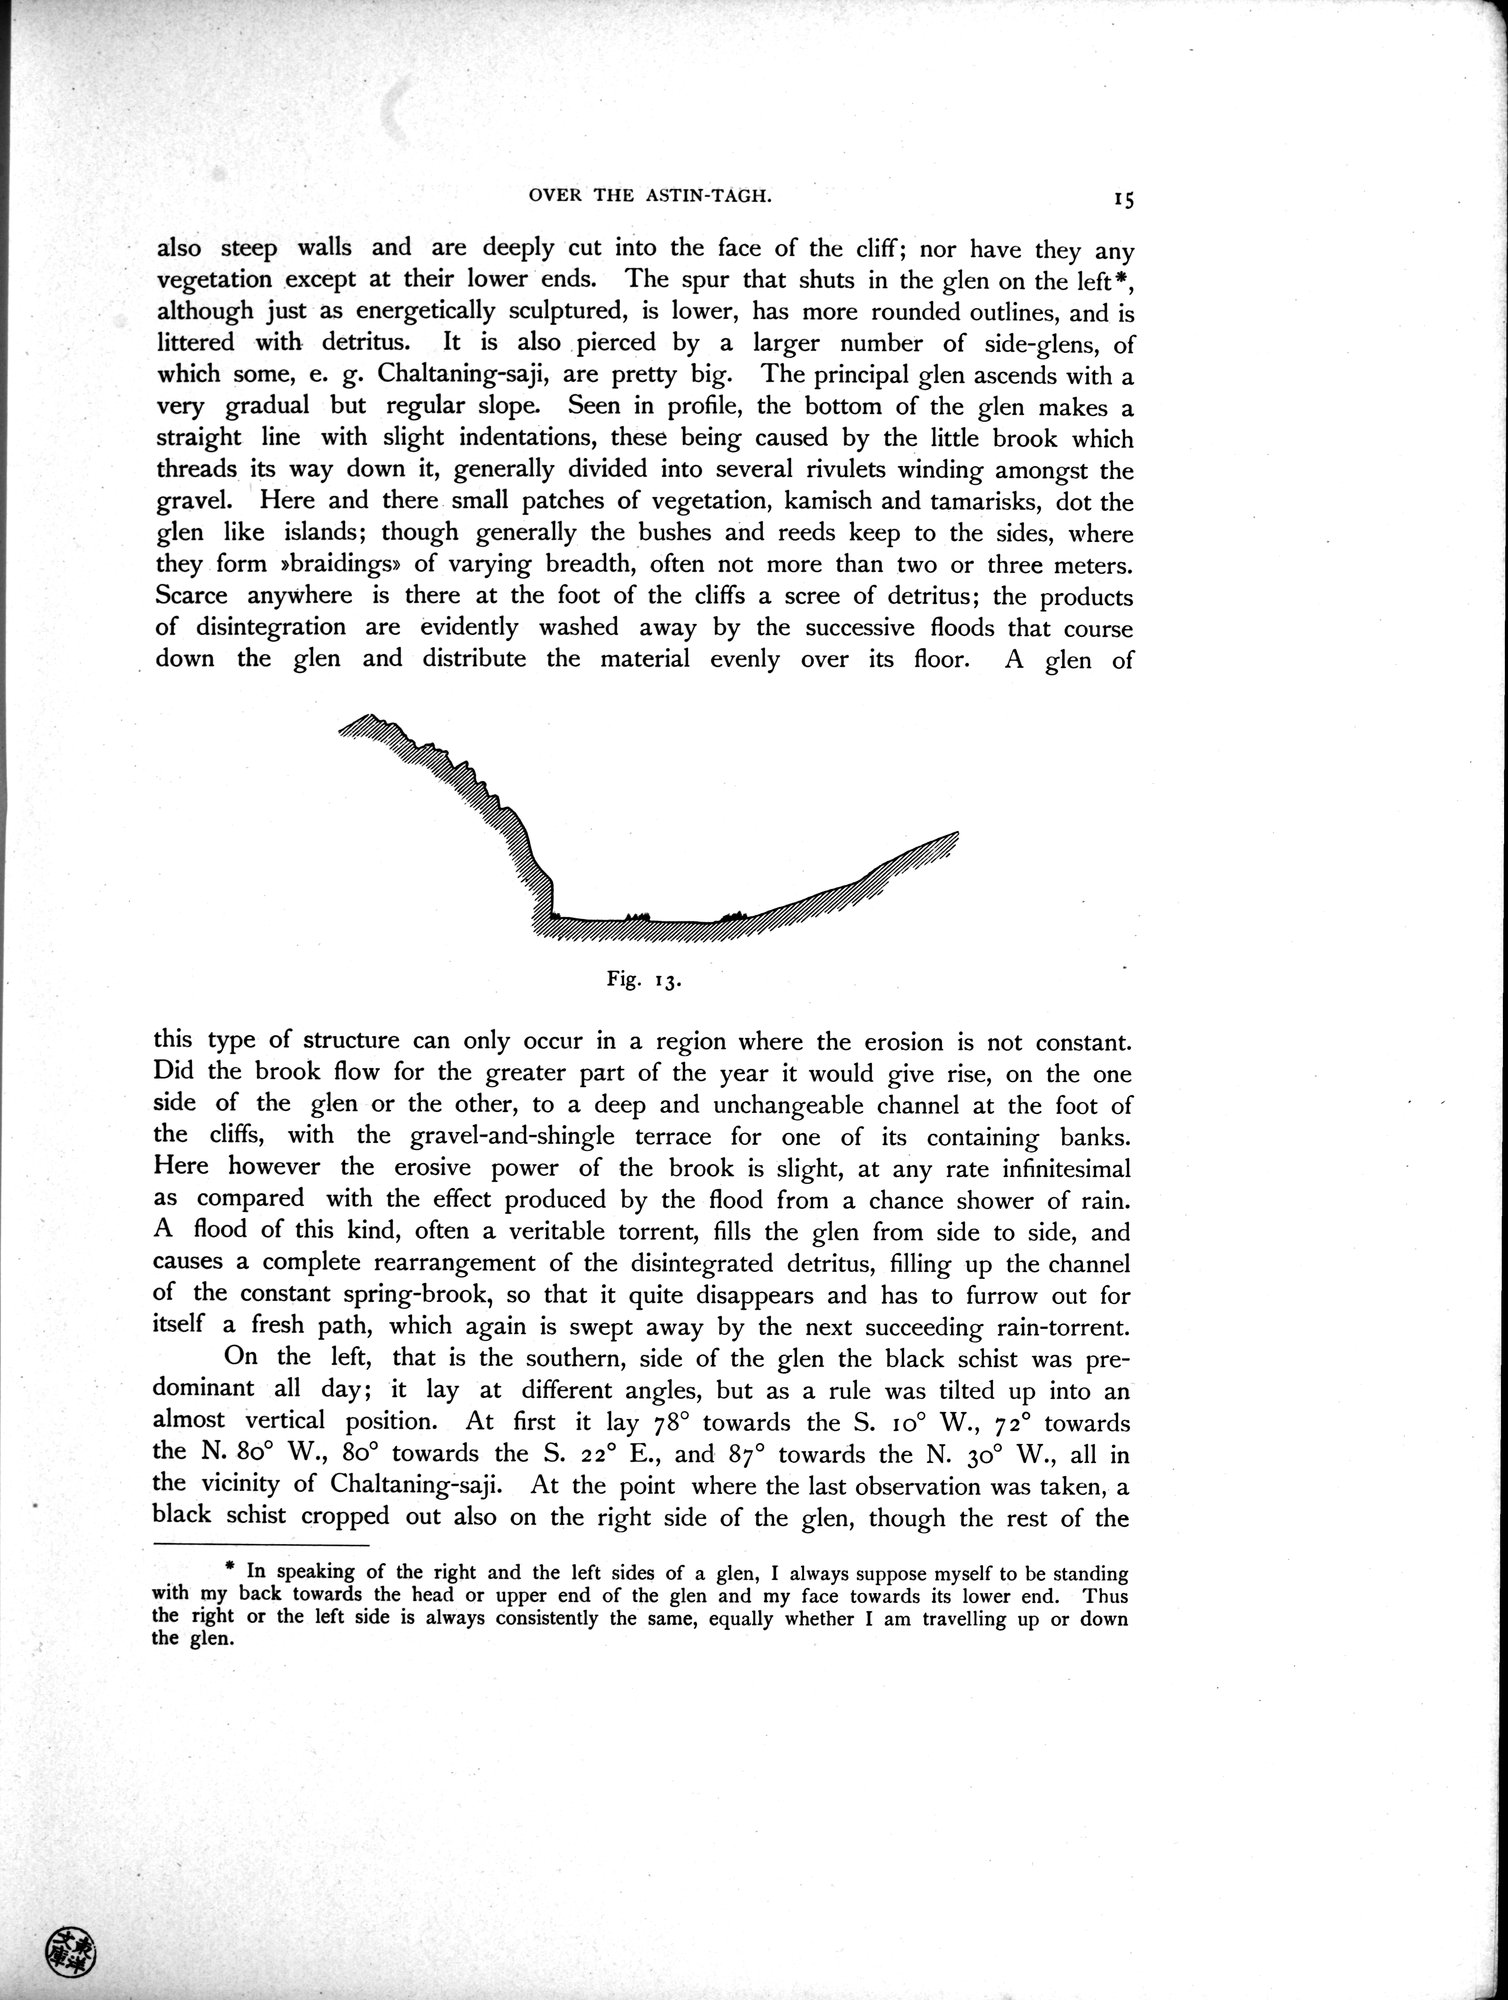 OVER THE ASTIN-TAGH. 15
also steep walls and are deeply cut into the face of the cliff; nor have they any
vegetation except at their lower ends. The spur that shuts in the glen on the left*,
although just as energetically sculptured, is lower, has more rounded outlines, and is
littered with detritus. It is also pierced by a larger number of side-glens, of
which some, e. g. Chaltaning-saji, are pretty big. The principal glen ascends with a
very gradual but regular slope. Seen in profile, the bottom of the glen makes a
straight line with slight indentations, these being caused by the little brook which
threads its way down it, generally divided into several rivulets winding amongst the
gravel. Here and there small patches of vegetation, kamisch and tamarisks, dot the
glen like islands; though generally the bushes and reeds keep to the sides, where
they form »braidings» of varying breadth, often not more than two or three meters.
Scarce anywhere is there at the foot of the cliffs a scree of detritus; the products
of disintegration are evidently washed away by the successive floods that course
down the glen and distribute the material evenly over its floor. A glen of
Fig. 13.
this type of structure can only occur in a region where the erosion is not constant.
Did the brook flow for the greater part of the year it would give rise, on the one
side of the glen or the other, to a deep and unchangeable channel at the foot of
the cliffs, with the gravel-and-shingle terrace for one of its containing banks.
Here however the erosive power of the brook is slight, at any rate infinitesimal
as compared with the effect produced by the flood from a chance shower of rain.
A flood of this kind, often a veritable torrent, fills the glen from side to side, and
causes a complete rearrangement of the disintegrated detritus, filling up the channel
of the constant spring-brook, so that it quite disappears and has to furrow out for
itself a fresh path, which again is swept away by the next succeeding rain-torrent.
On the left, that is the southern, side of the glen the black schist was pre-
dominant all day; it lay at different angles, but as a rule was tilted up into an
almost vertical position. At first it lay 78° towards the S. 10° W., 72° towards
the N. 80° W., 80° towards the S. 22° E., and 87° towards the N. 30° W., all in
the vicinity of Chaltaning-saji. At the point where the last observation was taken, a
black schist cropped out also on the right side of the glen, though the rest of the
* In speaking of the right and the left sides of a glen, I always suppose myself to be standing
with my back towards the head or upper end of the glen and my face towards its lower end. Thus
the right or the left side is always consistently the same, equally whether I am travelling up or down
the glen.
東洋文庫